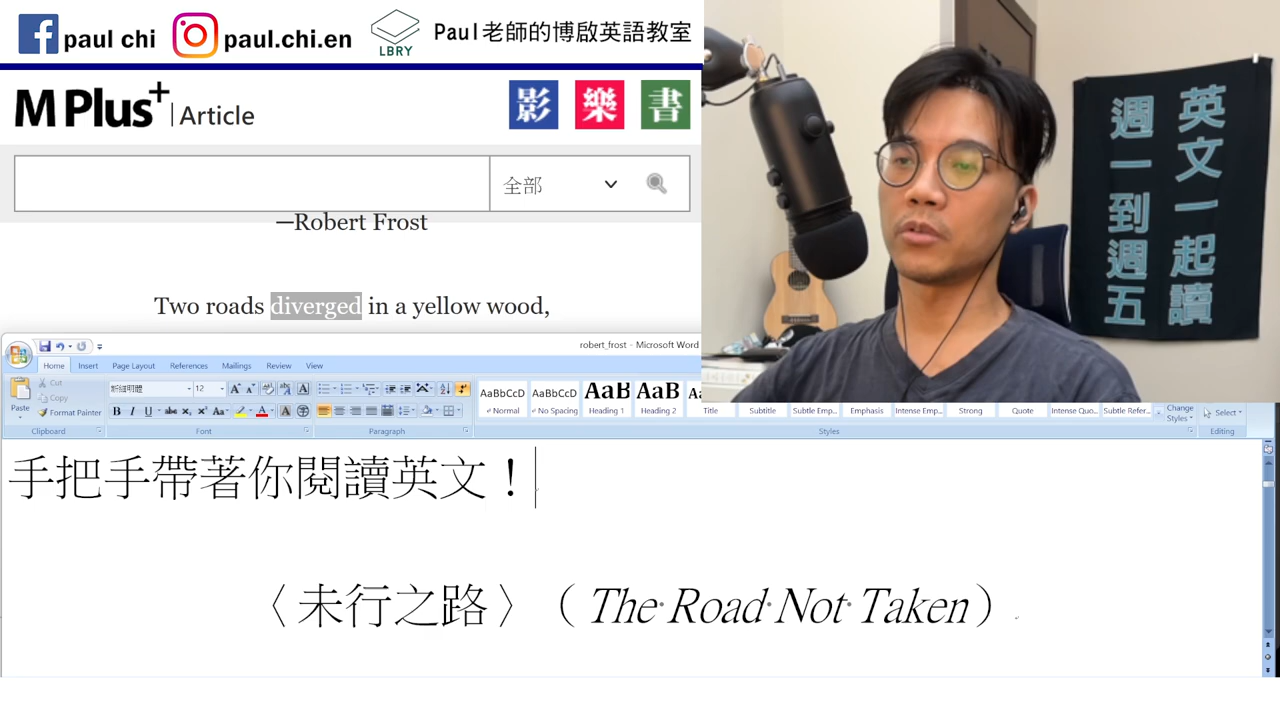 paul chi
paul.chi.en
LBRY
Paul老師的博啟英語教室
M Plus+ | Article
影 樂 書
全部
—Robert Frost
Two roads diverged in a yellow wood,
英文一起讀
週一到週五
robert_frost - Microsoft Word
Home Insert Page Layout References Mailings Review View
Paste
Cut
Copy
Format Painter
Clipboard
新細明體 12
Font
Paragraph
AaBbCcD AaBbCcD AaB AaB
Normal No Spacing Heading 1 Heading 2 Title Subtitle Subtle Emp... Emphasis Intense Emp... Strong Quote Intense Quo... Subtle Refer...
Styles
Change Styles
Select
Editing
手把手帶著你閱讀英文！
〈未行之路〉（The Road Not Taken）